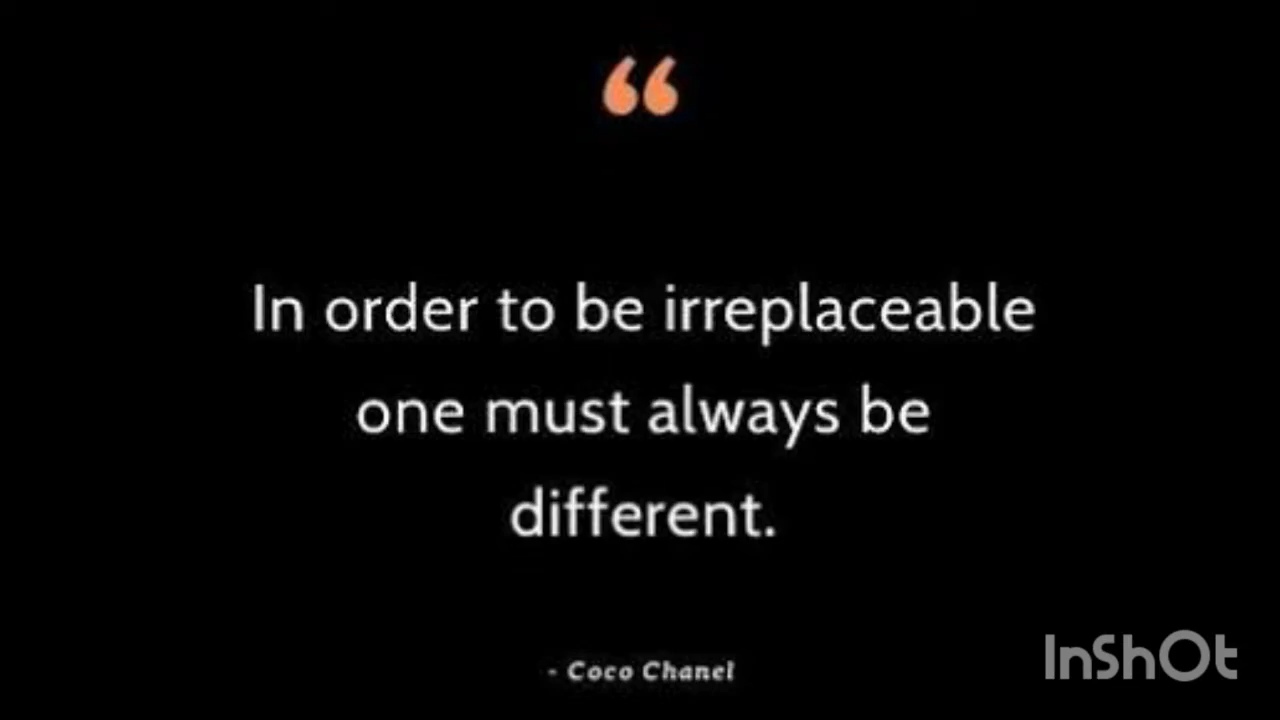 “
In order to be irreplaceable
one must always be
different.
- Coco Chanel
InShOt